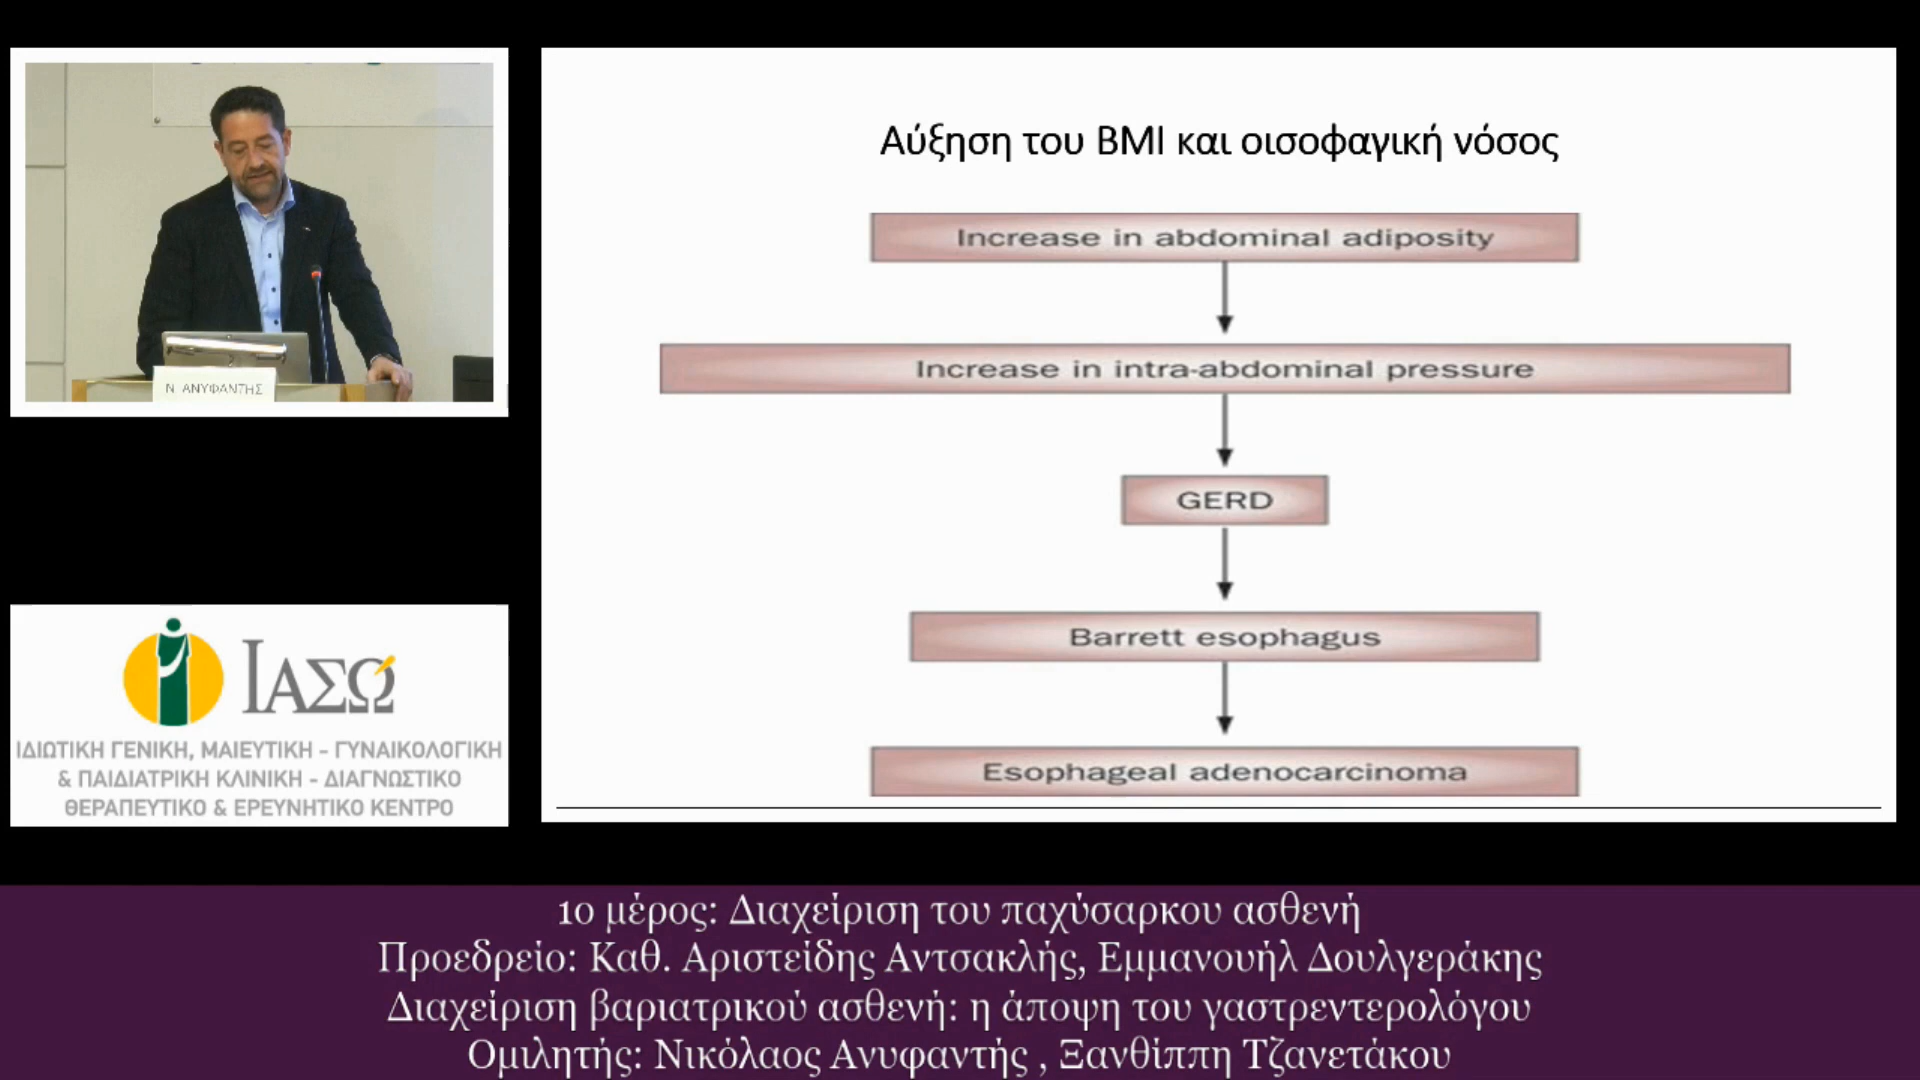 Ν ΑΝΥΦΑΝΤΗΣ
ΙΑΣΩ
ΙΔΙΩΤΙΚΗ ΓΕΝΙΚΗ, ΜΑΙΕΥΤΙΚΗ - ΓΥΝΑΙΚΟΛΟΓΙΚΗ
& ΠΑΙΔΙΑΤΡΙΚΗ ΚΛΙΝΙΚΗ - ΔΙΑΓΝΩΣΤΙΚΟ
ΘΕΡΑΠΕΥΤΙΚΟ & ΕΡΕΥΝΗΤΙΚΟ ΚΕΝΤΡΟ
Αύξηση του BMI και οισοφαγική νόσος
Increase in abdominal adiposity
Increase in intra-abdominal pressure
GERD
Barrett esophagus
Esophageal adenocarcinoma
1ο μέρος: Διαχείριση του παχύσαρκου ασθενή
Προεδρείο: Καθ. Αριστείδης Αντσακλής, Εμμανουήλ Δουλγεράκης
Διαχείριση βαριατρικού ασθενή: η άποψη του γαστρεντερολόγου
Ομιλητής: Νικόλαος Ανυφαντής , Ξανθίππη Τζανετάκου